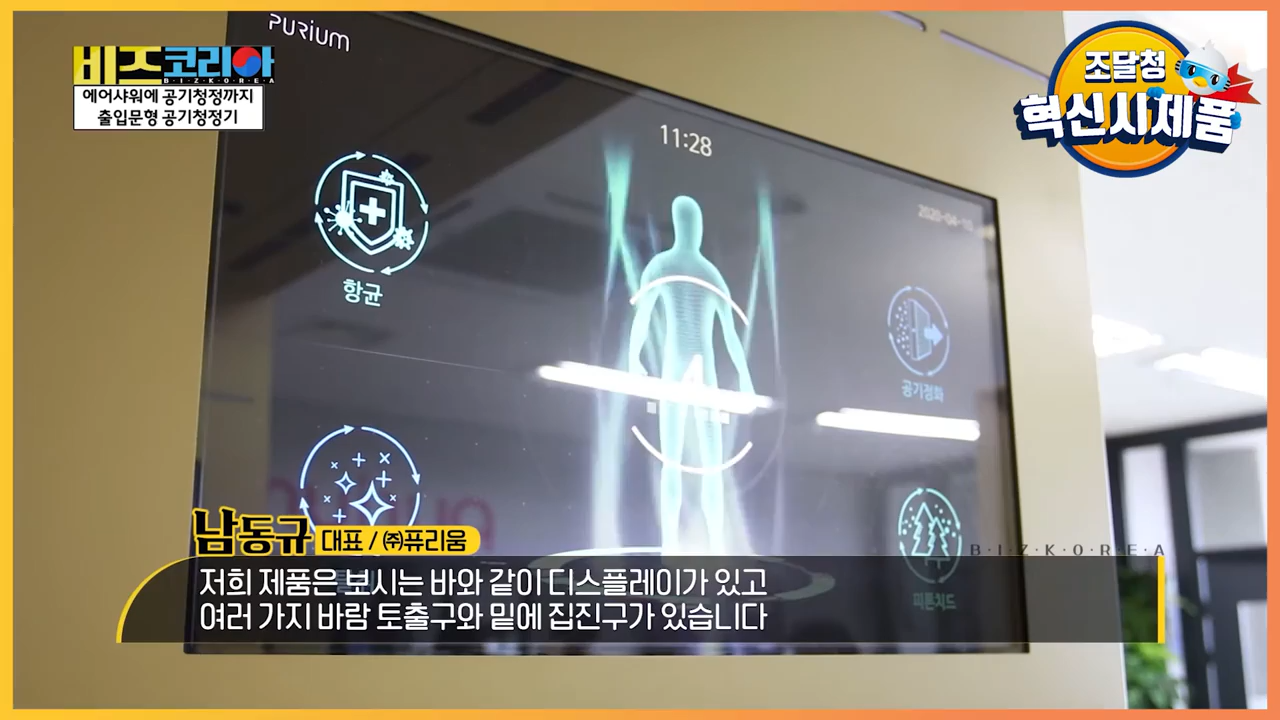 PURIUM
비즈코리아
B·I·Z·K·O·R·E·A
에어샤워에 공기청정까지
출입문형 공기청정기
조달청
혁신시제품
11:28
항균
공기정화
피톤치드
남동규 대표 / ㈜퓨리움
B·I·Z·K·O·R·E·A
저희 제품은 보시는 바와 같이 디스플레이가 있고
여러 가지 바람 토출구와 밑에 집진구가 있습니다